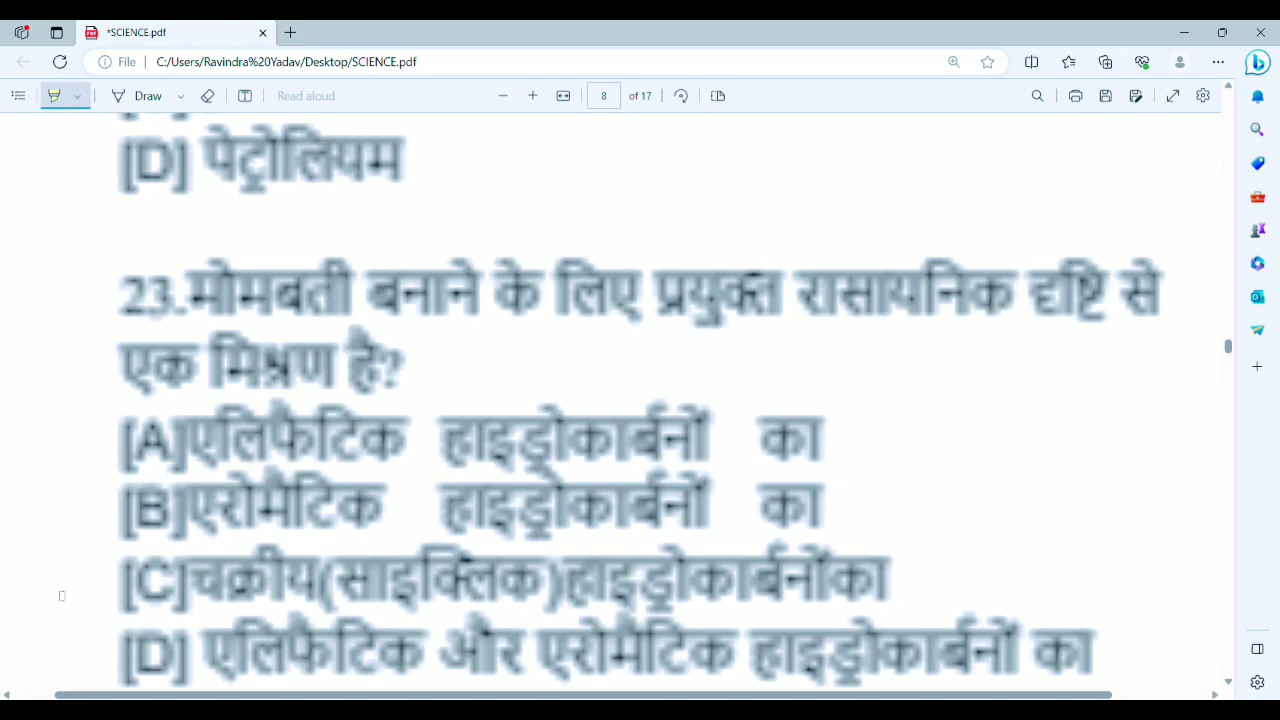 *SCIENCE.pdf
File C:/Users/Ravindra%20Yadav/Desktop/SCIENCE.pdf
Draw Read aloud 8 of 17
[D] पेट्रोलियम
23.मोमबती बनाने के लिए प्रयुक्त रासायनिक दृष्टि से
एक मिश्रण है?
[A]एलिफैटिक हाइड्रोकार्बनों का
[B]एरोमैटिक हाइड्रोकार्बनों का
[C]चक्रीय(साइक्लिक)हाइड्रोकार्बनोंका
[D] एलिफैटिक और एरोमैटिक हाइड्रोकार्बनों का